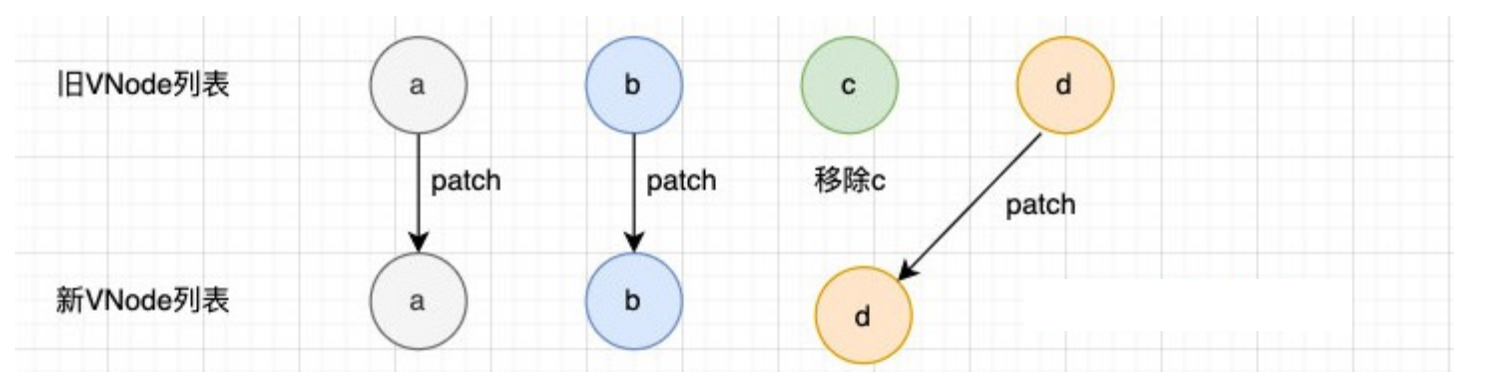 旧VNode列表
a
b
c
d
patch
patch
移除c
patch
新VNode列表
a
b
d